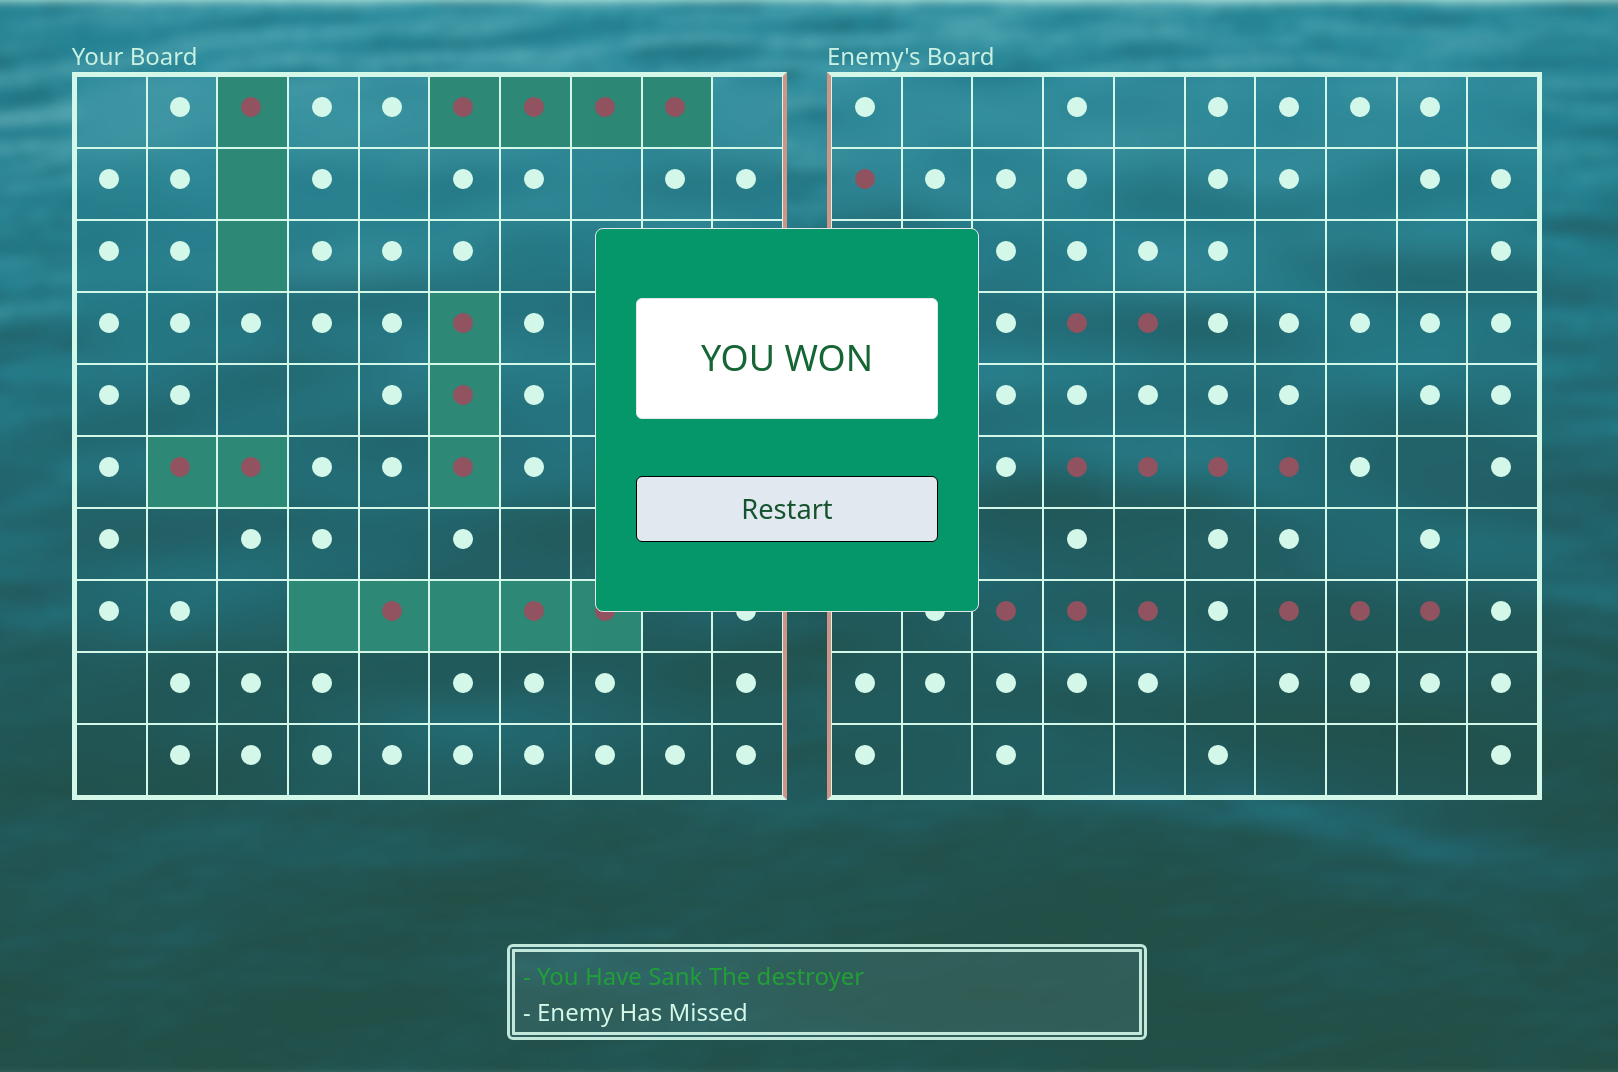 Your Board
Enemy's Board
YOU WON
Restart
- You Have Sank The destroyer
- Enemy Has Missed